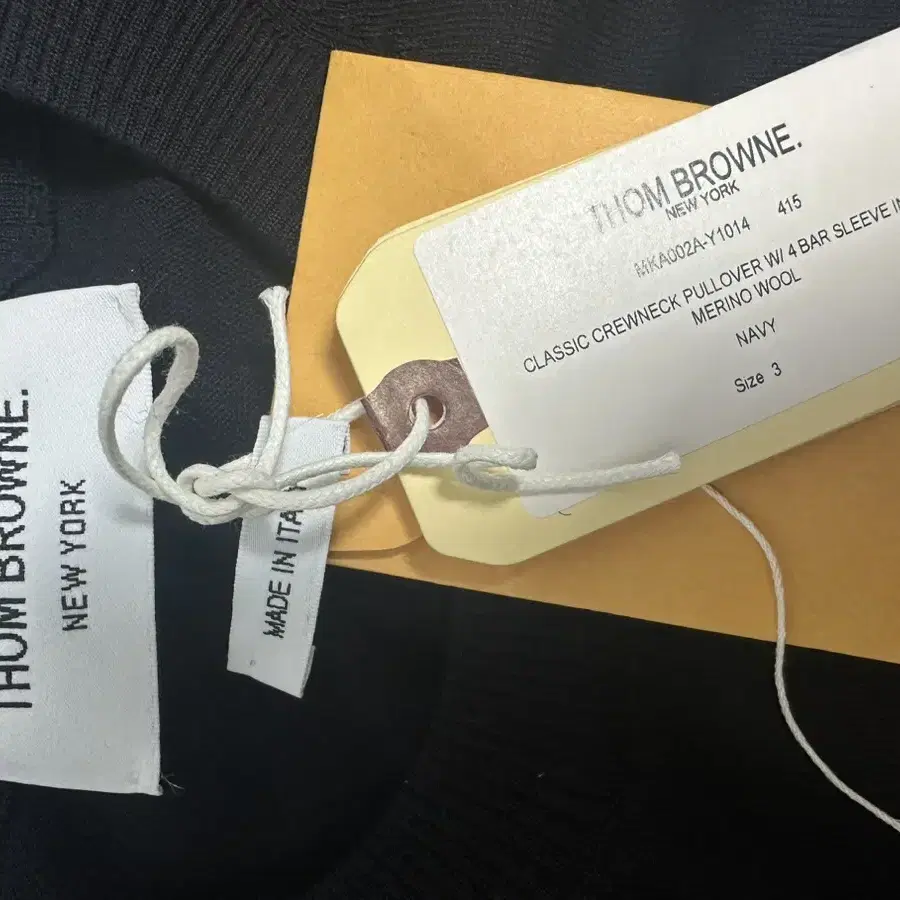 THOM BROWNE.
NEW YORK
MKA002A-Y1014 415
CLASSIC CREWNECK PULLOVER W/ 4 BAR SLEEVE IN
MERINO WOOL
NAVY
Size 3
THOM BROWNE.
NEW YORK
MADE IN ITA